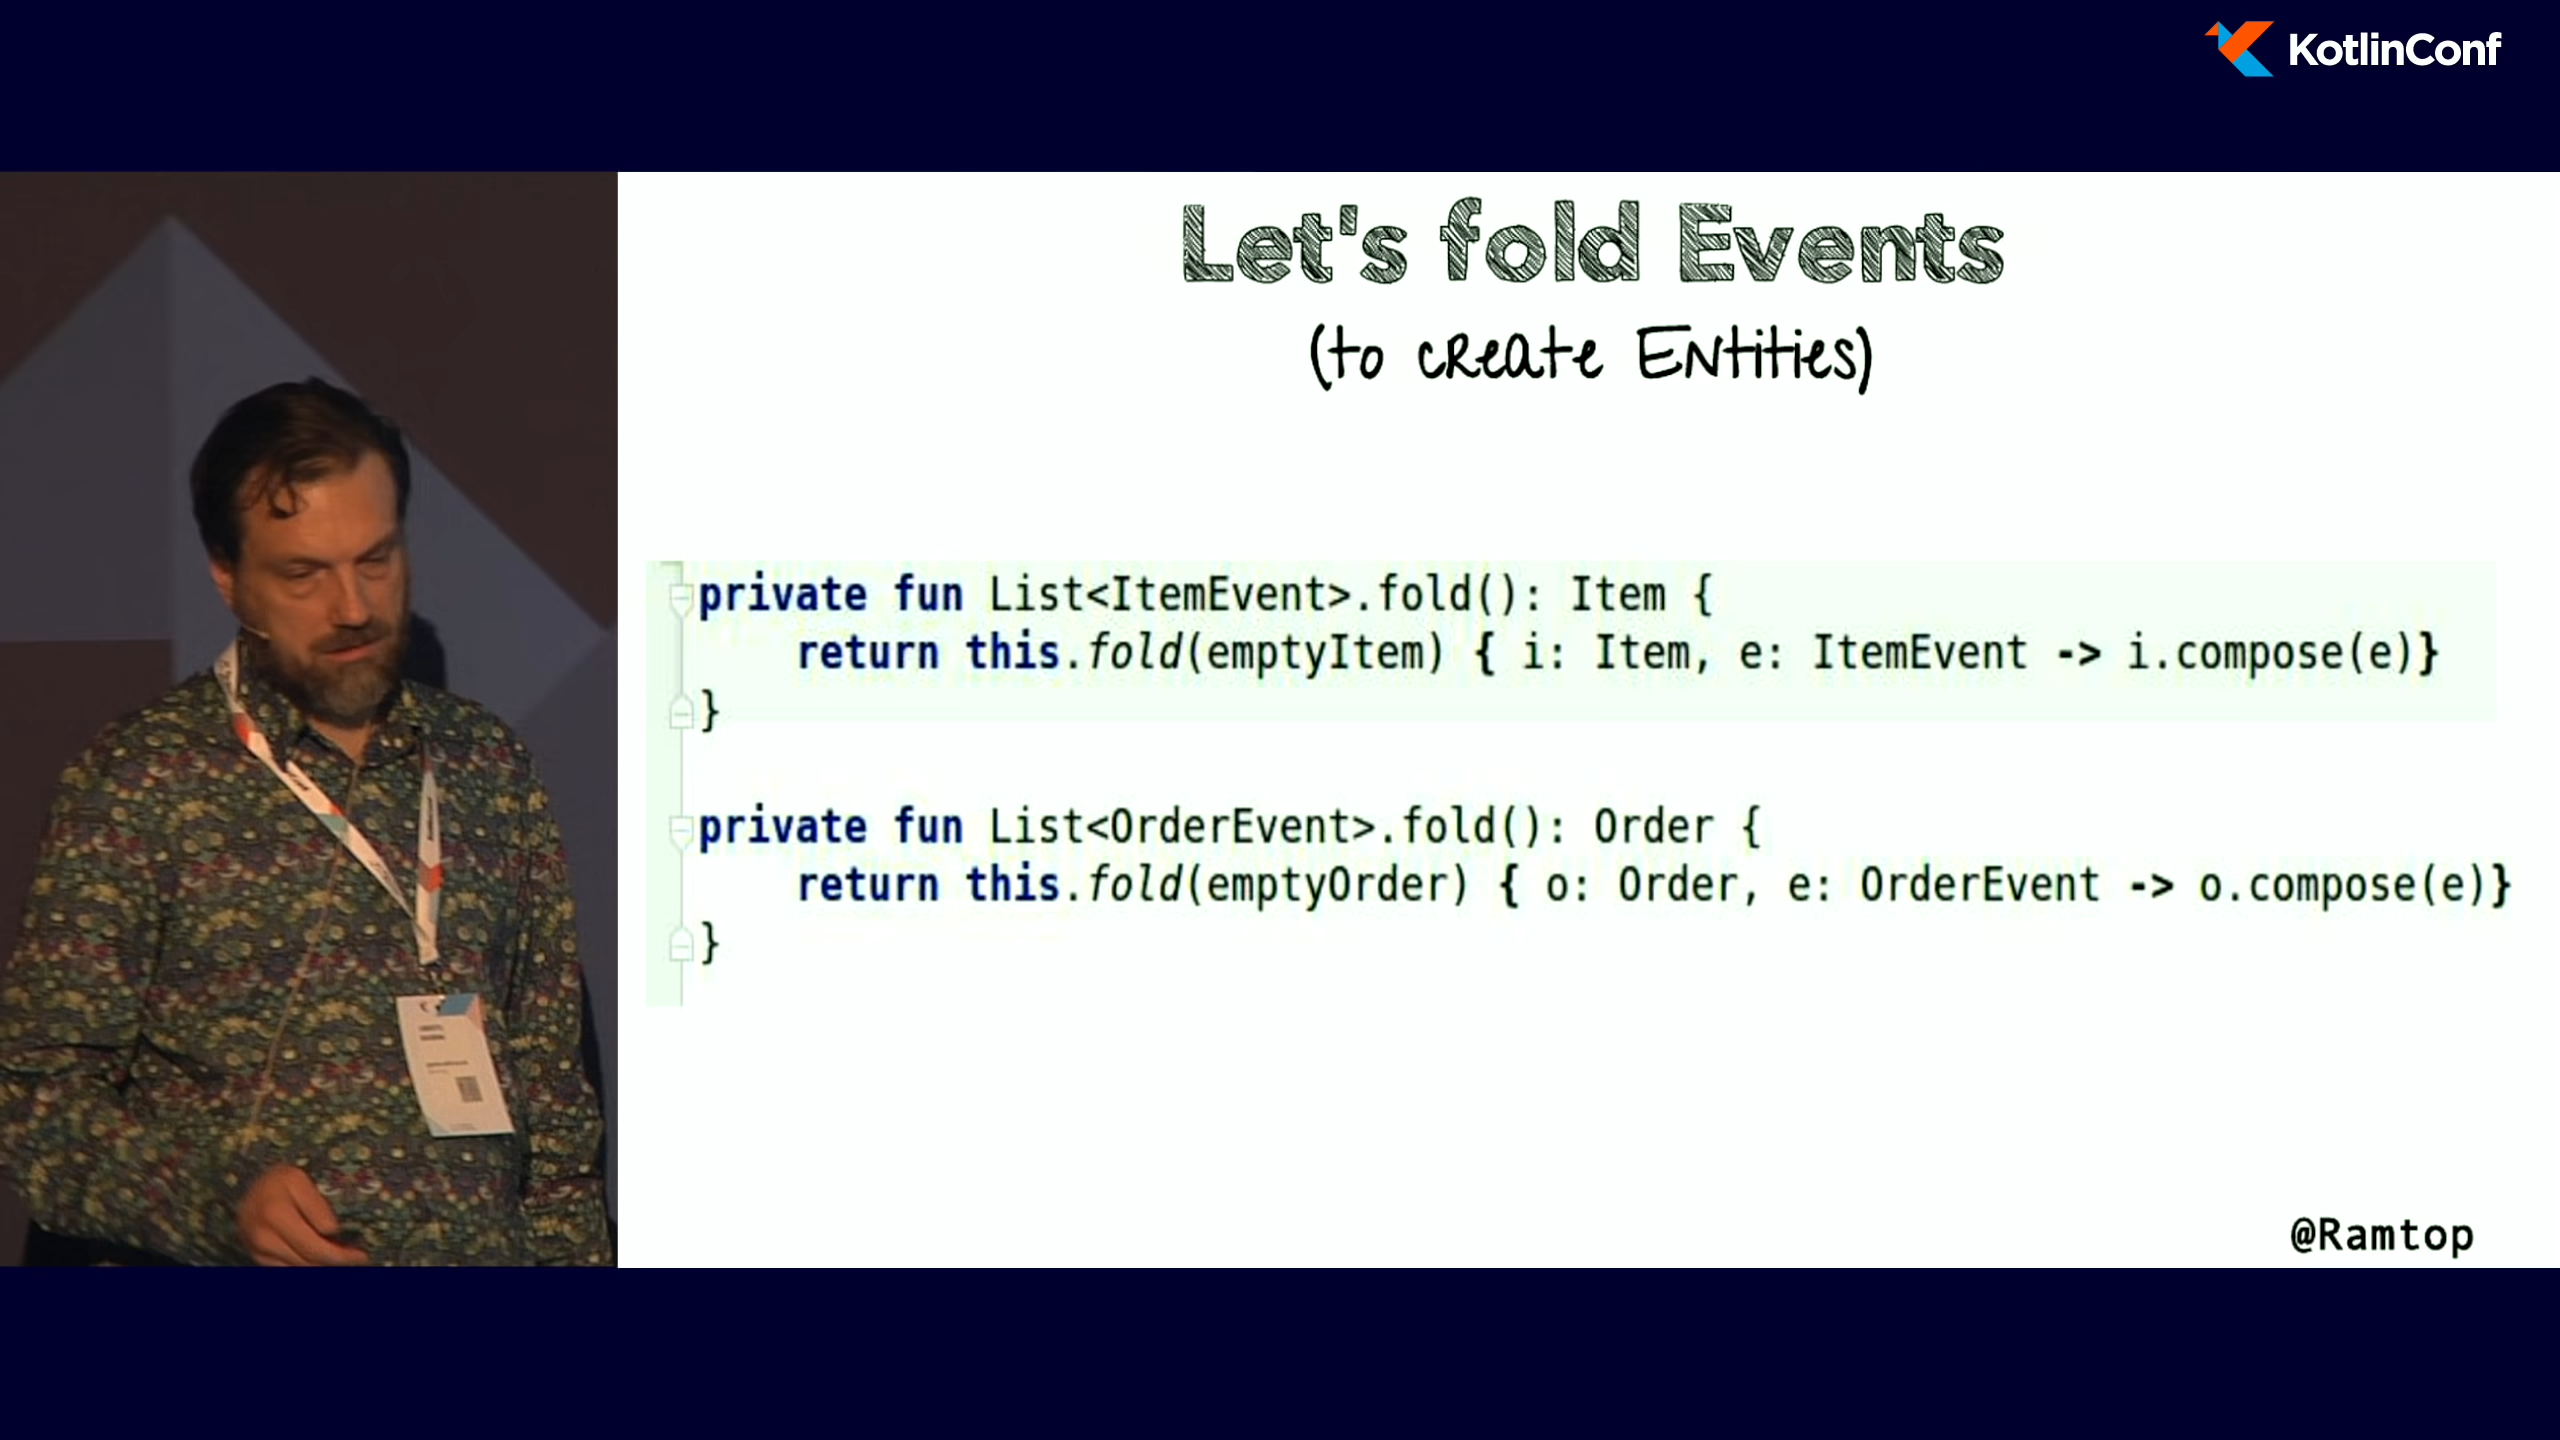 KotlinConf
Let's fold Events
(to create Entities)
private fun List<ItemEvent>.fold(): Item {
    return this.fold(emptyItem) { i: Item, e: ItemEvent -> i.compose(e)}
}
private fun List<OrderEvent>.fold(): Order {
    return this.fold(emptyOrder) { o: Order, e: OrderEvent -> o.compose(e)}
}
@Ramtop